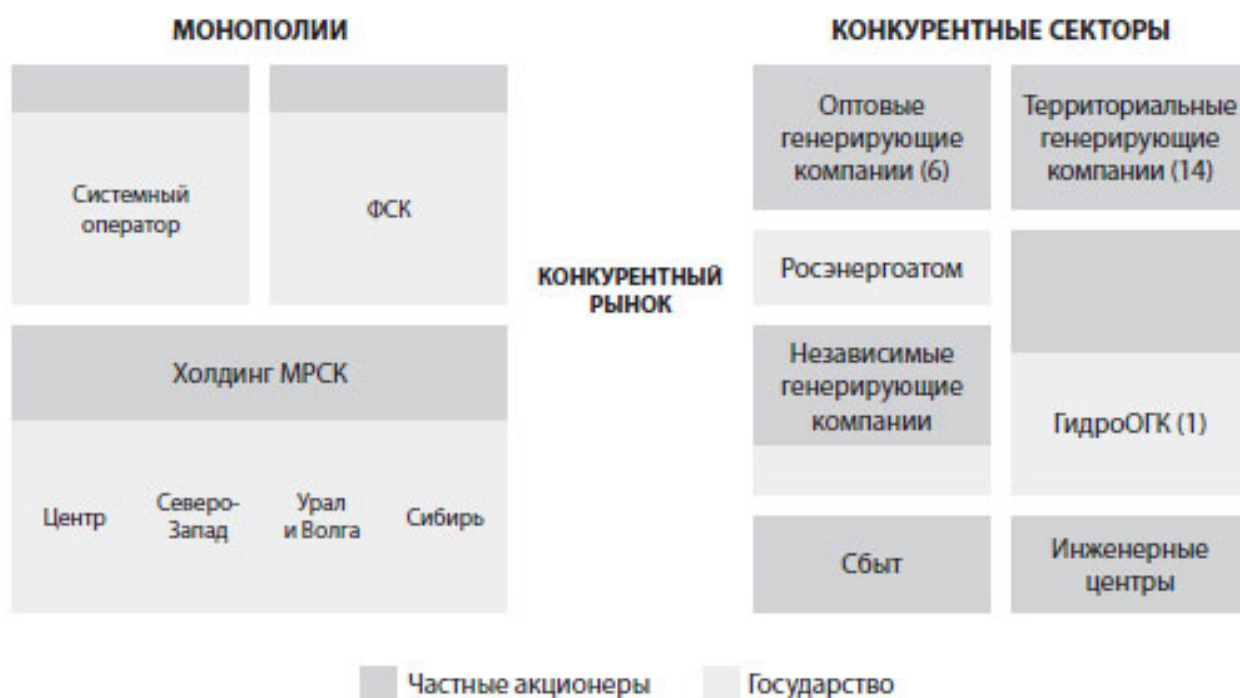 МОНОПОЛИИ
Системный
оператор
ФСК
Холдинг МРСК
Центр
Северо-
Запад
Урал
и Волга
Сибирь
КОНКУРЕНТНЫЙ
РЫНОК
КОНКУРЕНТНЫЕ СЕКТОРЫ
Оптовые
генерирующие
компании (6)
Территориальные
генерирующие
компании (14)
Росэнергоатом
Независимые
генерирующие
компании
ГидроОГК (1)
Сбыт
Инженерные
центры
Частные акционеры
Государство